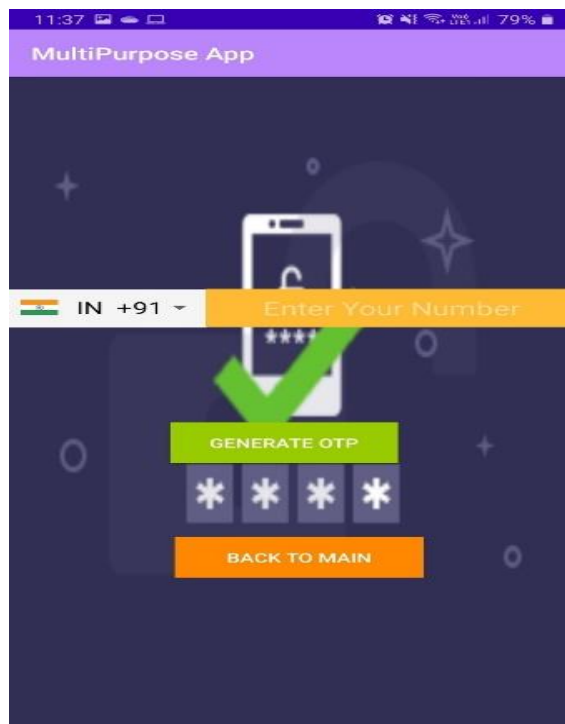 11:37 79%
MultiPurpose App
IN +91 Enter Your Number
****
GENERATE OTP
* * * *
BACK TO MAIN